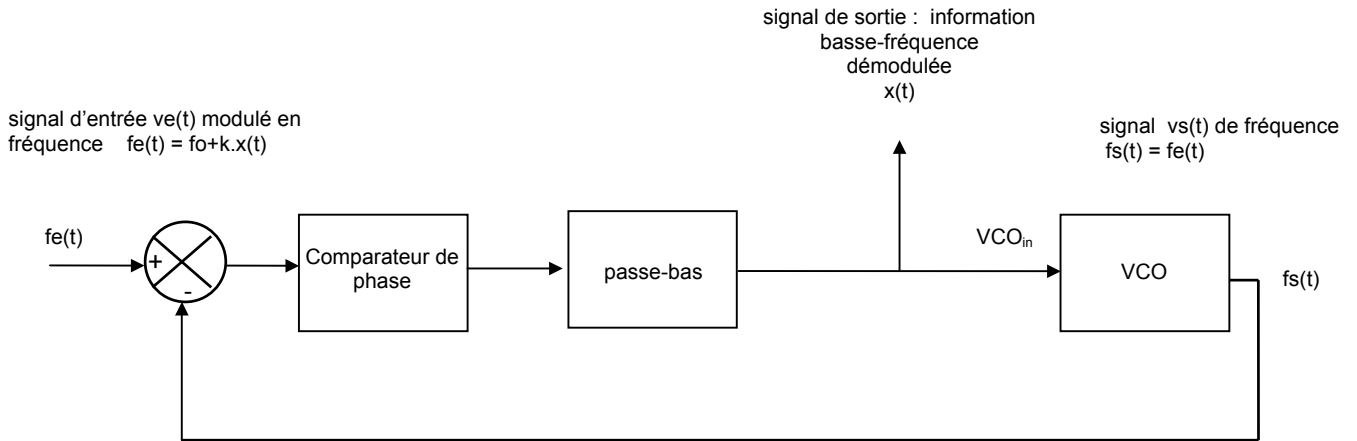 signal de sortie : information
basse-fréquence
démodulée
x(t)
signal d'entrée ve(t) modulé en
fréquence fe(t) = fo+k.x(t)
signal vs(t) de fréquence
fs(t) = fe(t)
fe(t)
+
-
Comparateur de
phase
passe-bas
VCOin
VCO
fs(t)